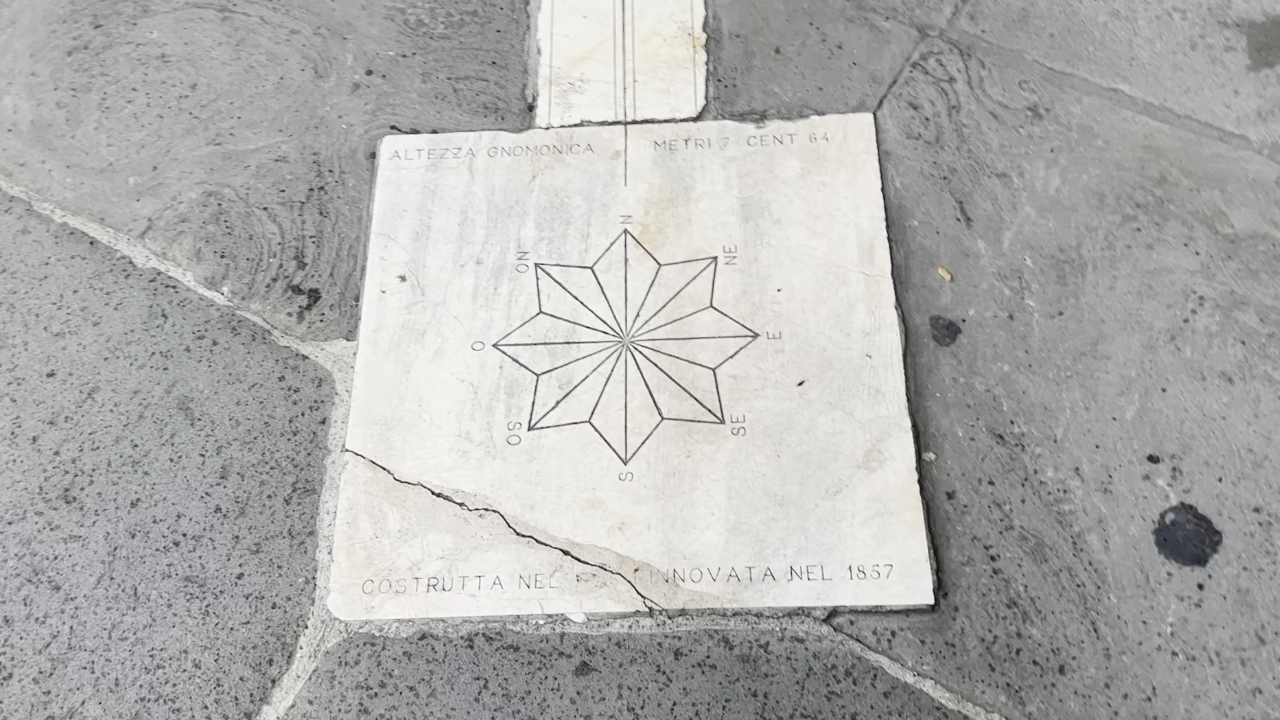 ALTEZZA GNOMONICA METRI 7 CENT 64
N
ON NE
O E
OS SE
S
COSTRUTTA NEL INNOVATA NEL 1857